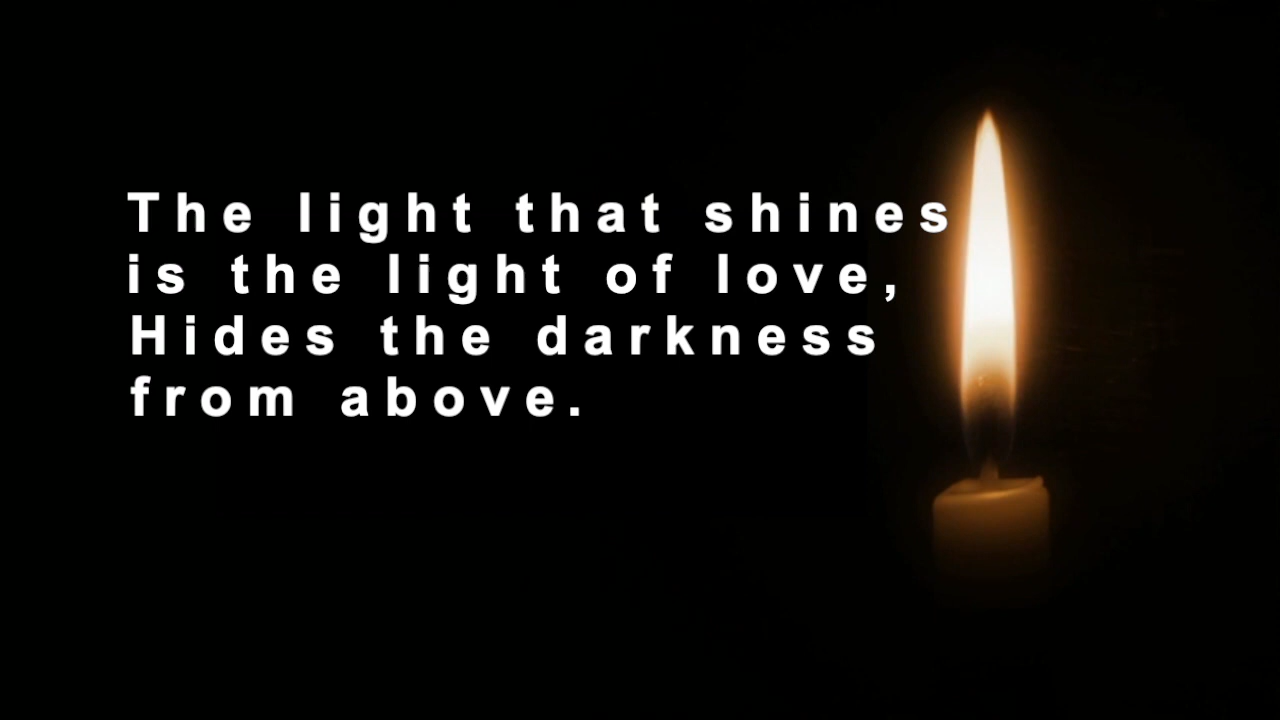 The light that shines
is the light of love,
Hides the darkness
from above.